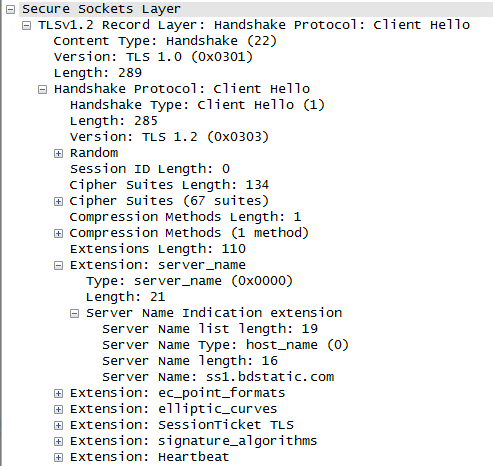 Secure Sockets Layer
TLSv1.2 Record Layer: Handshake Protocol: Client Hello
Content Type: Handshake (22)
Version: TLS 1.0 (0x0301)
Length: 289
Handshake Protocol: Client Hello
Handshake Type: Client Hello (1)
Length: 285
Version: TLS 1.2 (0x0303)
Random
Session ID Length: 0
Cipher Suites Length: 134
Cipher Suites (67 suites)
Compression Methods Length: 1
Compression Methods (1 method)
Extensions Length: 110
Extension: server_name
Type: server_name (0x0000)
Length: 21
Server Name Indication extension
Server Name list length: 19
Server Name Type: host_name (0)
Server Name length: 16
Server Name: ss1.bdstatic.com
Extension: ec_point_formats
Extension: elliptic_curves
Extension: SessionTicket TLS
Extension: signature_algorithms
Extension: Heartbeat